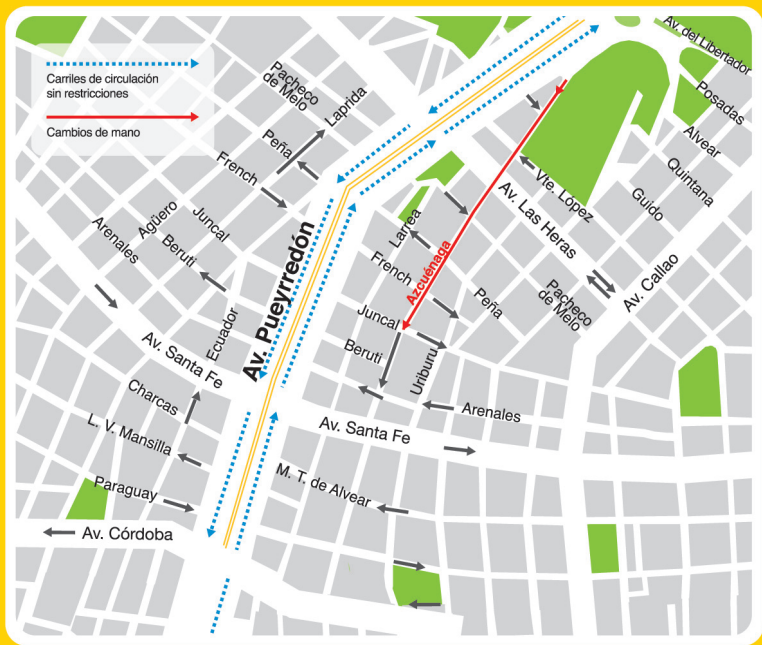 Carriles de circulación
sin restricciones
Cambios de mano
Av. del Libertador
Posadas
Alvear
Quintana
Guido
Vte. López
Av. Las Heras
Av. Callao
Pacheco
de Melo
Laprida
Peña
French
Agüero
Juncal
Arenales
Beruti
Ecuador
Av. Pueyrredón
Larrea
French
Azcuénaga
Peña
Pacheco
de Melo
Juncal
Beruti
Uriburu
Arenales
Av. Santa Fe
Av. Santa Fe
Charcas
L. V. Mansilla
Paraguay
M. T. de Alvear
Av. Córdoba